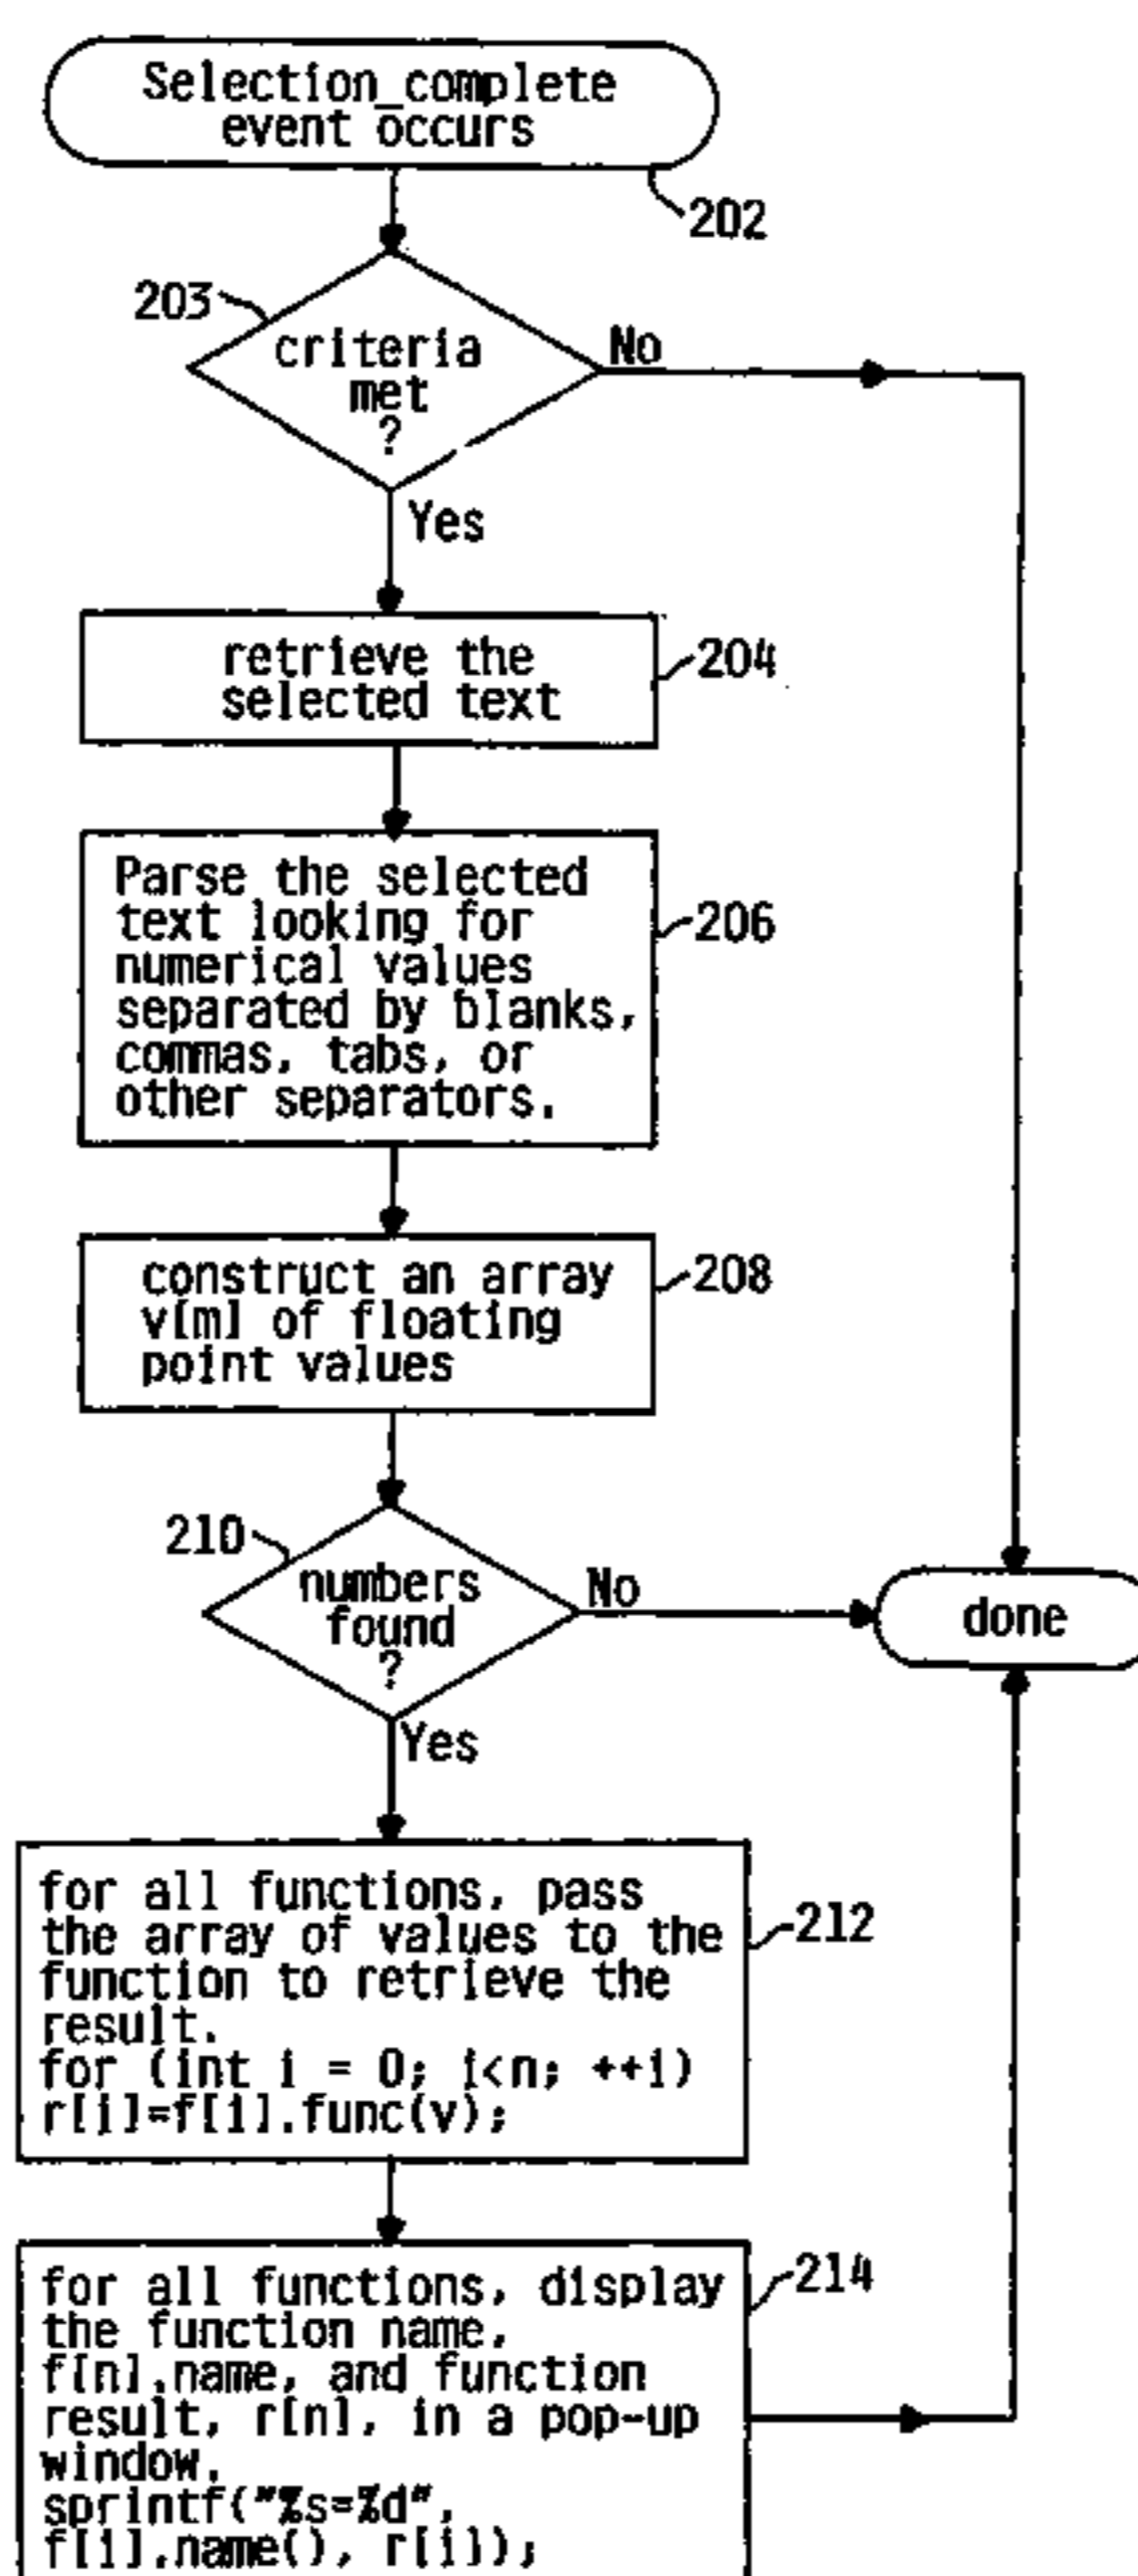 Selection_complete
event occurs
202
203
criteria
met
?
No
Yes
retrieve the
selected text
204
Parse the selected
text looking for
numerical values
separated by blanks,
commas, tabs, or
other separators.
206
construct an array
v[m] of floating
point values
208
210
numbers
found
?
No
done
Yes
for all functions, pass
the array of values to the
function to retrieve the
result.
for (int i = 0; i<n; ++i)
r[i]=f[i].func(v);
212
for all functions, display
the function name,
f[n].name, and function
result, r[n], in a pop-up
window.
sprintf("%s=%d",
f[i].name(), r[i]);
214